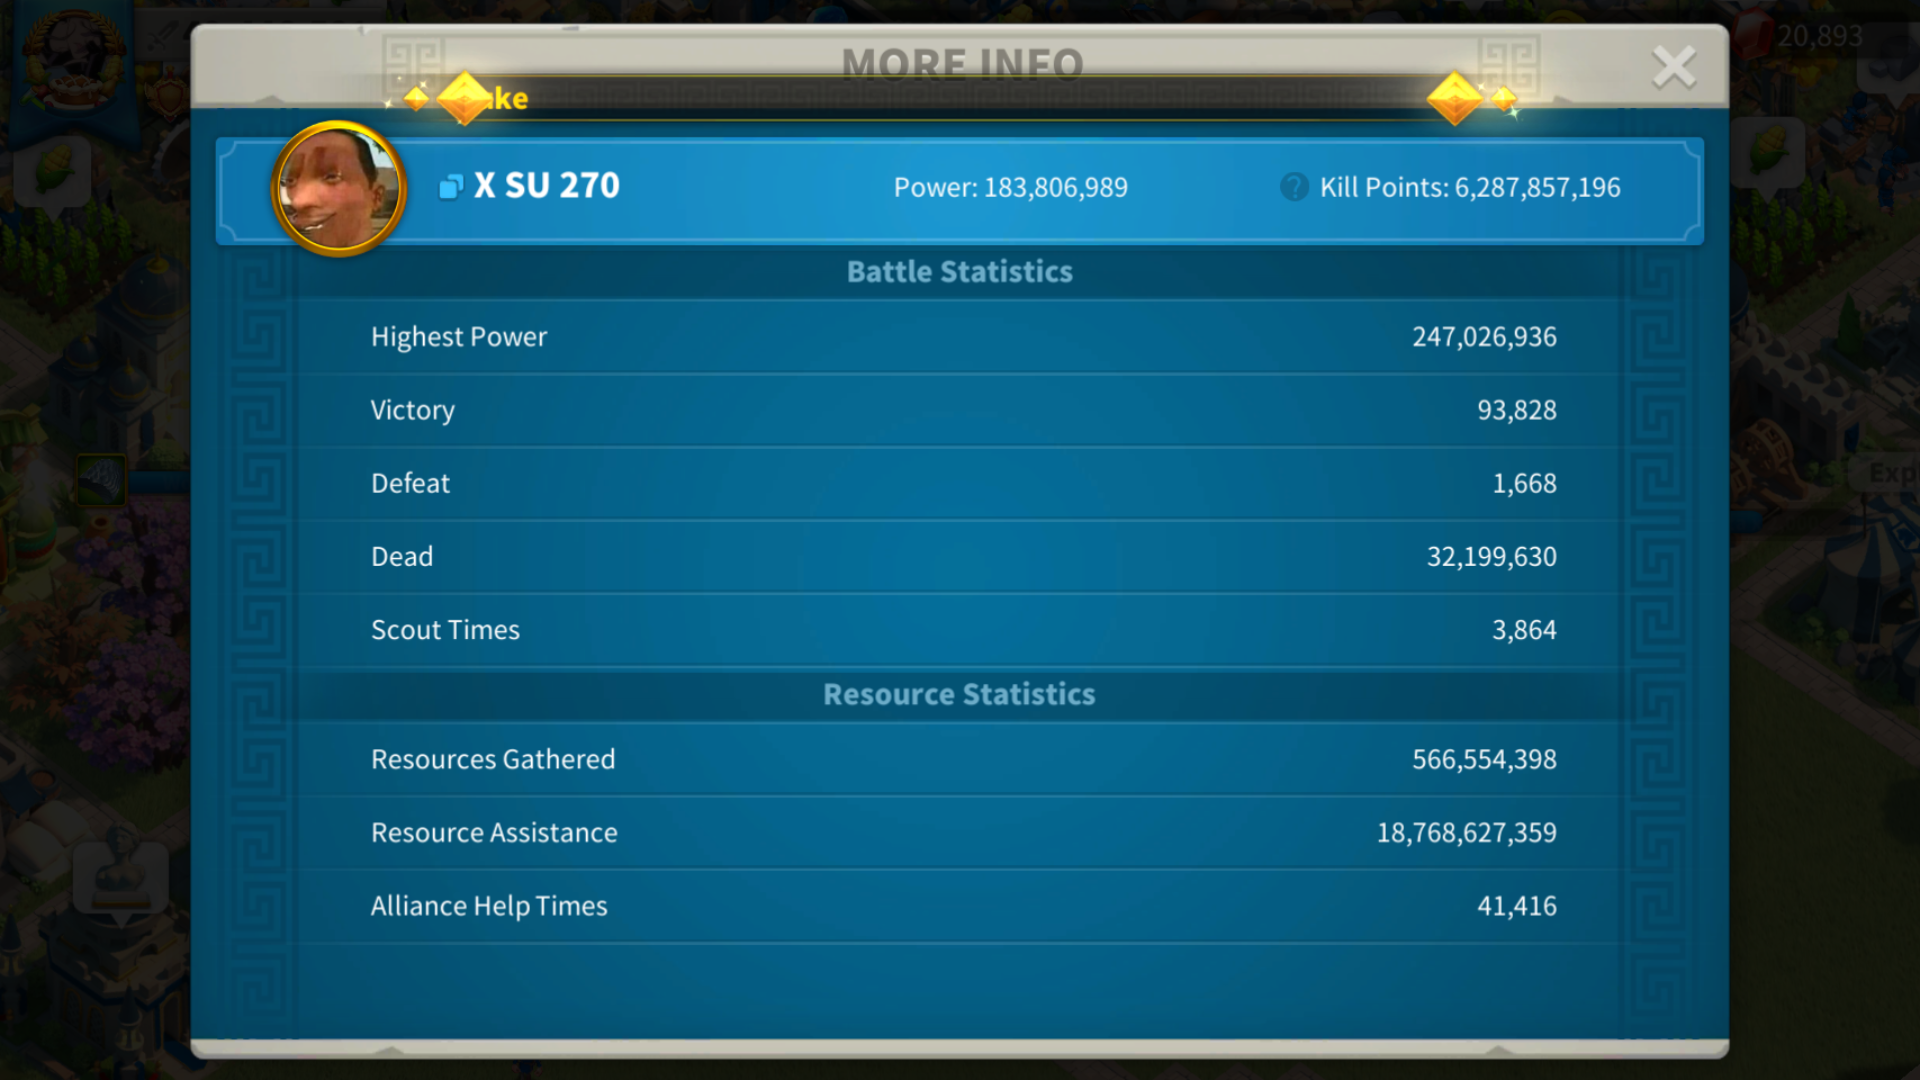 20,893
MORE INFO
ke
X SU 270
Power: 183,806,989
Kill Points: 6,287,857,196
Battle Statistics
Highest Power 247,026,936
Victory 93,828
Defeat 1,668
Dead 32,199,630
Scout Times 3,864
Exp
Resource Statistics
Resources Gathered 566,554,398
Resource Assistance 18,768,627,359
Alliance Help Times 41,416